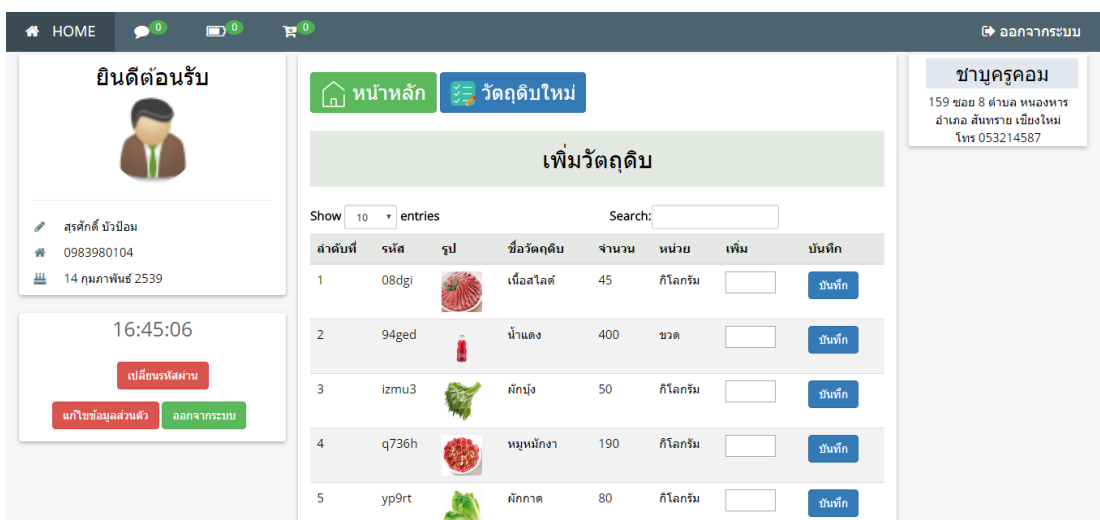 HOME 0 0 0 ออกจากระบบ
ยินดีต้อนรับ
สุรศักดิ์ บัวป้อม
0983980104
14 กุมภาพันธ์ 2539
16:45:06
เปลี่ยนรหัสผ่าน
แก้ไขข้อมูลส่วนตัว ออกจากระบบ
หน้าหลัก วัตถุดิบใหม่
เพิ่มวัตถุดิบ
Show 10 entries Search:
ลำดับที่ รหัส รูป ชื่อวัตถุดิบ จำนวน หน่วย เพิ่ม บันทึก
1 08dgi เนื้อสไลด์ 45 กิโลกรัม บันทึก
2 94ged น้ำแดง 400 ขวด บันทึก
3 izmu3 ผักบุ้ง 50 กิโลกรัม บันทึก
4 q736h หมูหมักงา 190 กิโลกรัม บันทึก
5 yp9rt ผักกาด 80 กิโลกรัม บันทึก
ชาบูครูคอม
159 ซอย 8 ตำบล หนองหาร
อำเภอ สันทราย เชียงใหม่
โทร 053214587